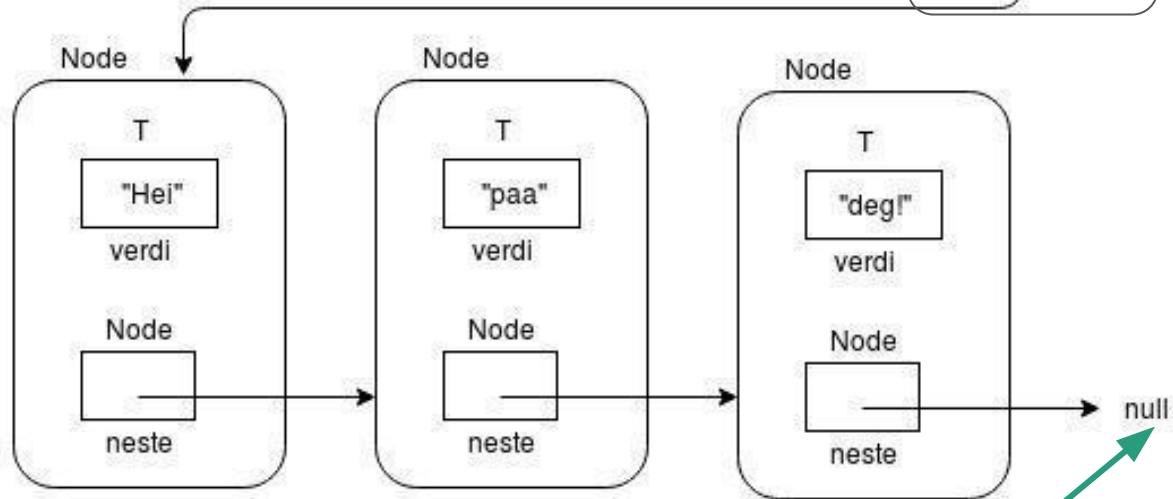 Node
Node
Node
T
T
T
"Hei"
"paa"
"deg!"
verdi
verdi
verdi
Node
Node
Node
null
neste
neste
neste